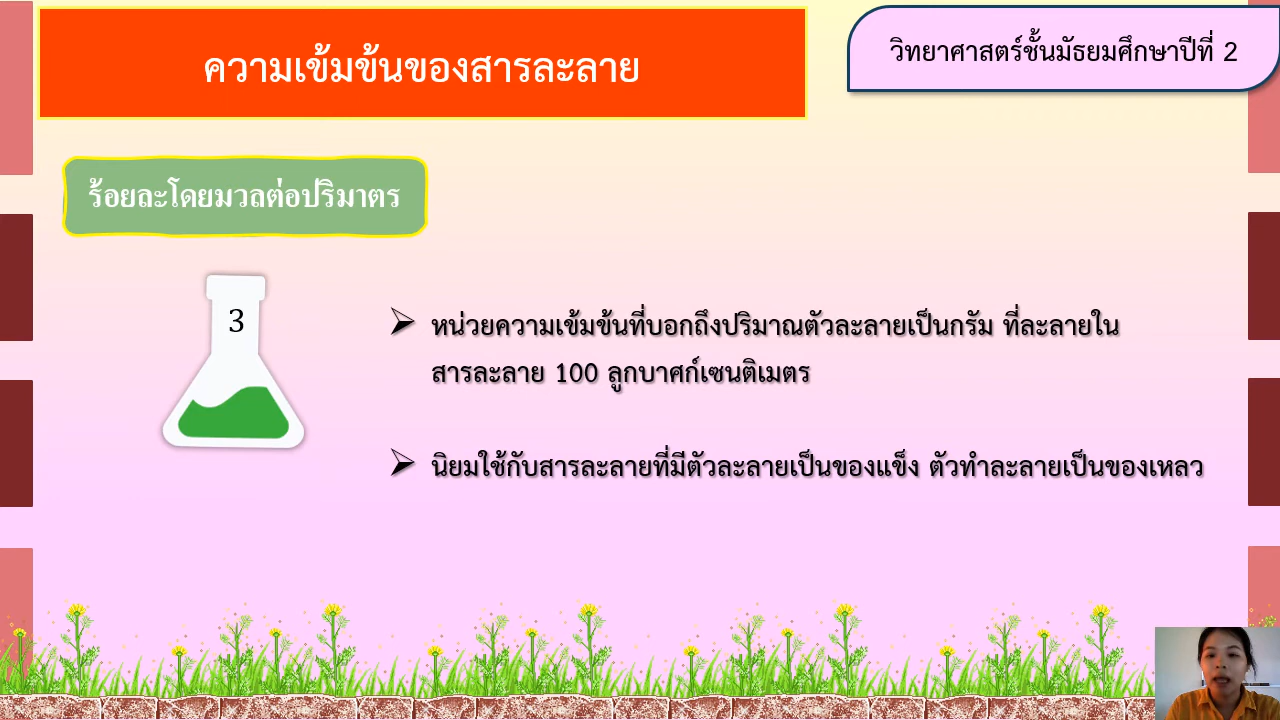 ความเข้มข้นของสารละลาย
วิทยาศาสตร์ชั้นมัธยมศึกษาปีที่ 2
ร้อยละโดยมวลต่อปริมาตร
3
หน่วยความเข้มข้นที่บอกถึงปริมาณตัวละลายเป็นกรัม ที่ละลายใน
สารละลาย 100 ลูกบาศก์เซนติเมตร
นิยมใช้กับสารละลายที่มีตัวละลายเป็นของแข็ง ตัวทำละลายเป็นของเหลว